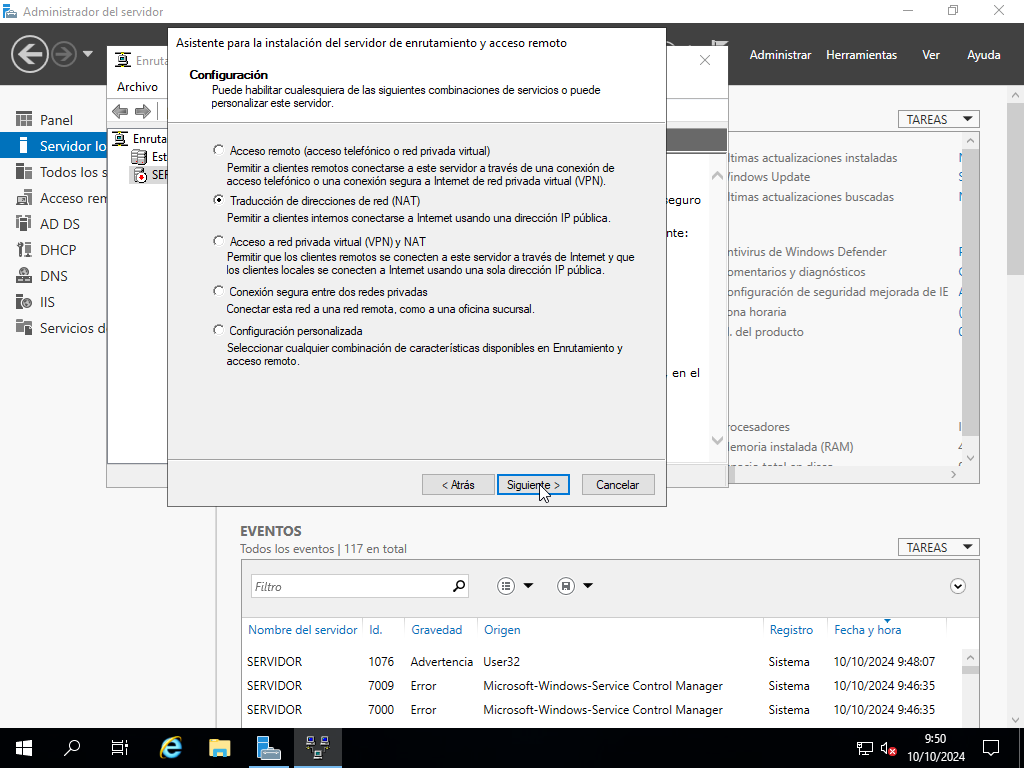 Administrador del servidor
Administrar
Herramientas
Ver
Ayuda
Asistente para la instalación del servidor de enrutamiento y acceso remoto
Configuración
Puede habilitar cualesquiera de las siguientes combinaciones de servicios o puede
personalizar este servidor.
Acceso remoto (acceso telefónico o red privada virtual)
Permitir a clientes remotos conectarse a este servidor a través de una conexión de
acceso telefónico o una conexión segura a Internet de red privada virtual (VPN).
Traducción de direcciones de red (NAT)
Permitir a clientes internos conectarse a Internet usando una dirección IP pública.
Acceso a red privada virtual (VPN) y NAT
Permitir que los clientes remotos se conecten a este servidor a través de Internet y que
los clientes locales se conecten a Internet usando una sola dirección IP pública.
Conexión segura entre dos redes privadas
Conectar esta red a una red remota, como a una oficina sucursal.
Configuración personalizada
Seleccionar cualquier combinación de características disponibles en Enrutamiento y
acceso remoto.
< Atrás
Siguiente >
Cancelar
Enruta
Archivo
Enruta
Est
SER
eguro
nte:
en el
Panel
Servidor lo
Todos los s
Acceso rem
AD DS
DHCP
DNS
IIS
Servicios d
TAREAS
ltimas actualizaciones instaladas
indows Update
ltimas actualizaciones buscadas
ntivirus de Windows Defender
omentarios y diagnósticos
onfiguración de seguridad mejorada de IE
ona horaria
. del producto
rocesadores
emoria instalada (RAM)
EVENTOS
Todos los eventos | 117 en total
TAREAS
Filtro
Nombre del servidor Id. Gravedad Origen Registro Fecha y hora
SERVIDOR 1076 Advertencia User32 Sistema 10/10/2024 9:48:07
SERVIDOR 7009 Error Microsoft-Windows-Service Control Manager Sistema 10/10/2024 9:46:35
SERVIDOR 7000 Error Microsoft-Windows-Service Control Manager Sistema 10/10/2024 9:46:35
9:50
10/10/2024